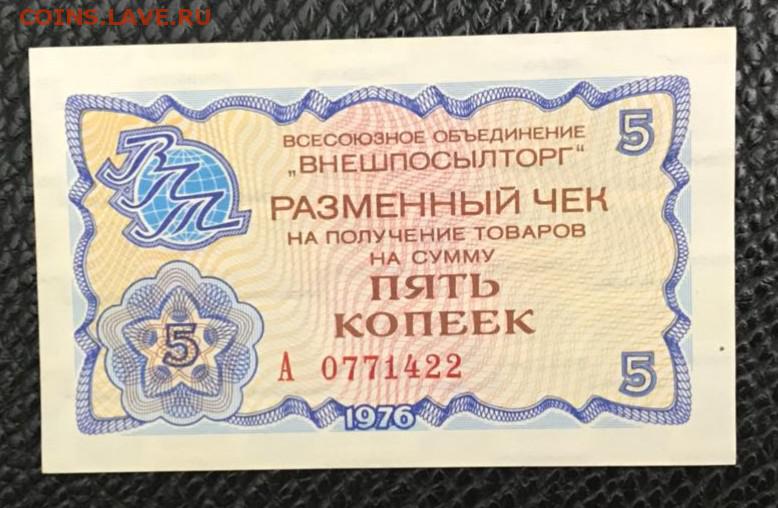 COINS.LAVE.RU
ВПТ
ВСЕСОЮЗНОЕ ОБЪЕДИНЕНИЕ
„ВНЕШПОСЫЛТОРГ“
5
РАЗМЕННЫЙ ЧЕК
НА ПОЛУЧЕНИЕ ТОВАРОВ
НА СУММУ
ПЯТЬ
КОПЕЕК
5
А 0771422
5
1976